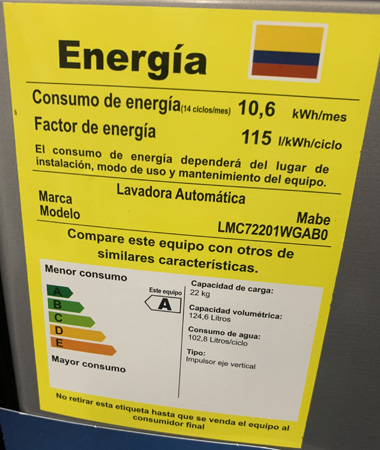 Energía
Consumo de energía(14 ciclos/mes) 10,6 kWh/mes
Factor de energía 115 l/kWh/ciclo
El consumo de energía dependerá del lugar de
instalación, modo de uso y mantenimiento del equipo.
Lavadora Automática
Marca Mabe
Modelo LMC72201WGAB0
Compare este equipo con otros de
similares características.
Menor consumo
A
B
C
D
E
Mayor consumo
Este equipo
A
Capacidad de carga:
22 kg
Capacidad volumétrica:
124,6 Litros
Consumo de agua:
102,8 Litros/ciclo
Tipo:
Impulsor eje vertical
No retirar esta etiqueta hasta que se venda el equipo al
consumidor final